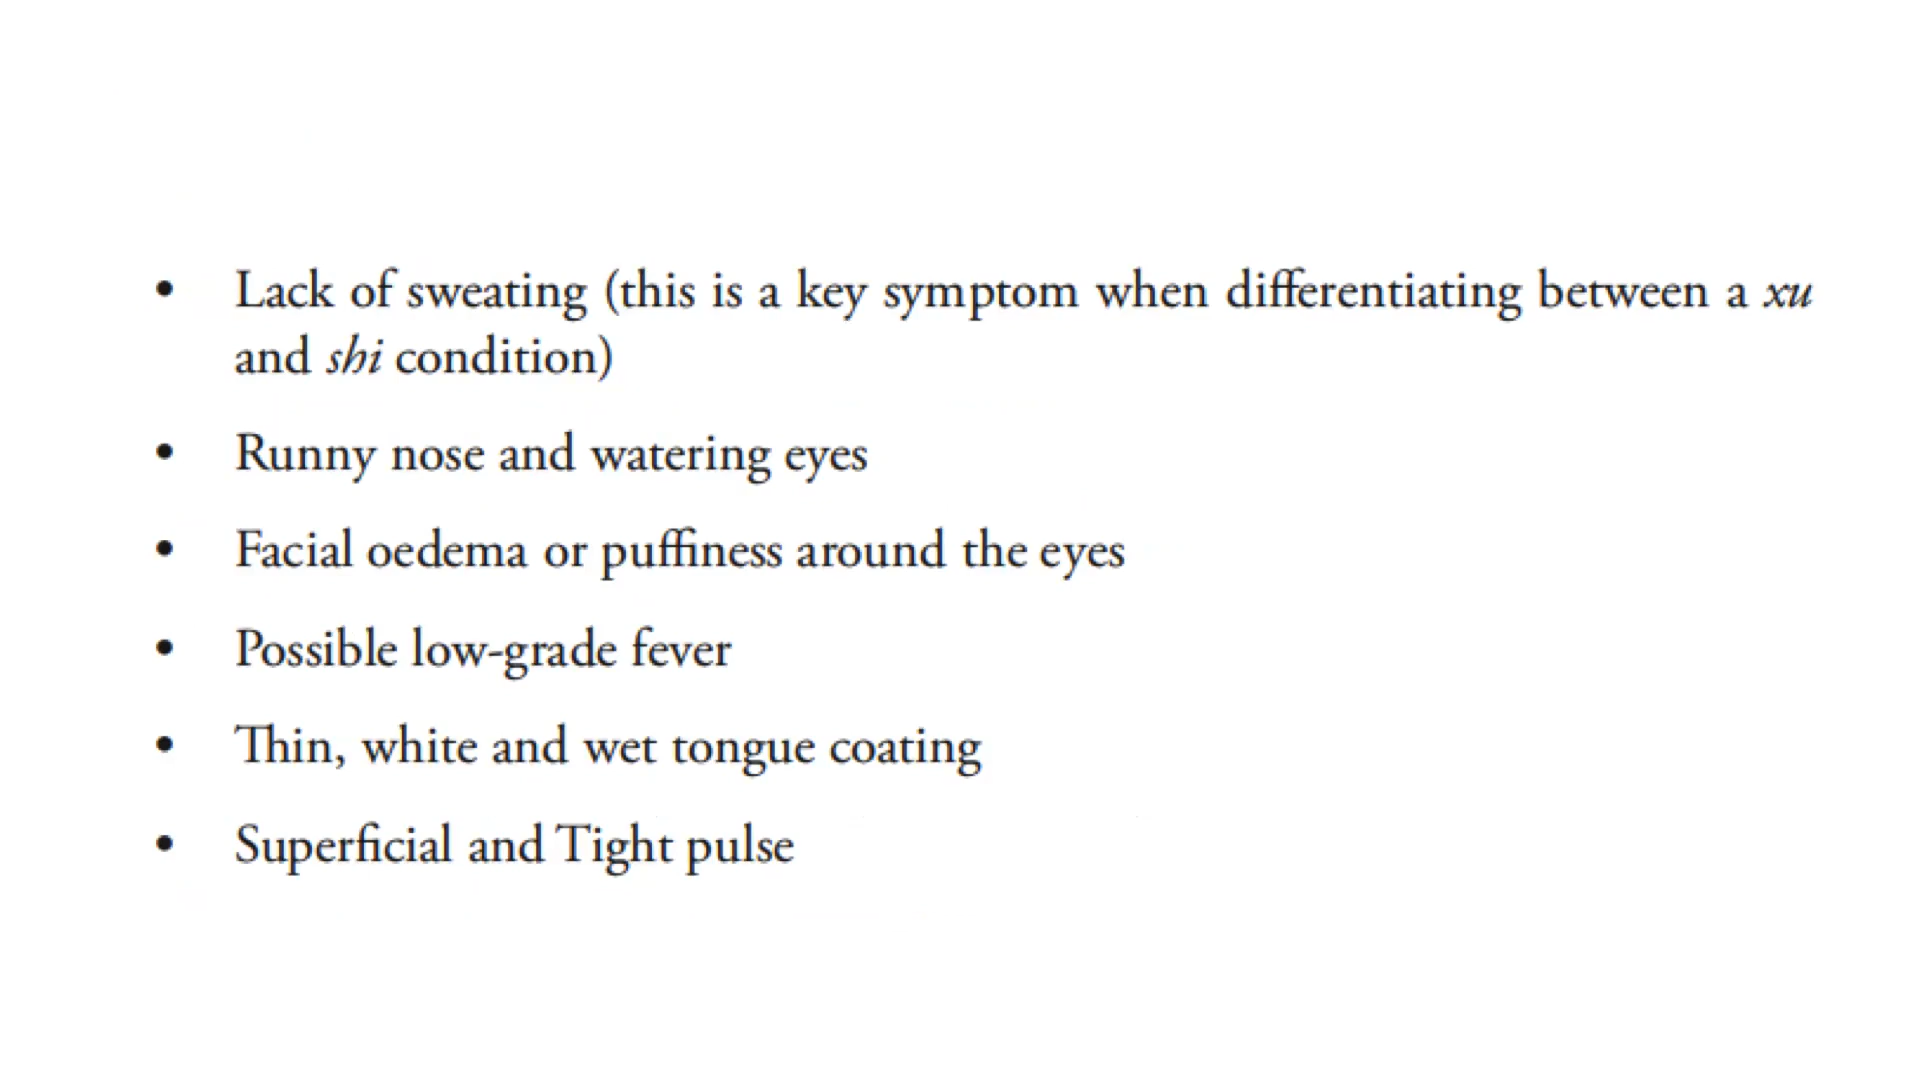 • Lack of sweating (this is a key symptom when differentiating between a xu
and shi condition)
• Runny nose and watering eyes
• Facial oedema or puffiness around the eyes
• Possible low-grade fever
• Thin, white and wet tongue coating
• Superficial and Tight pulse